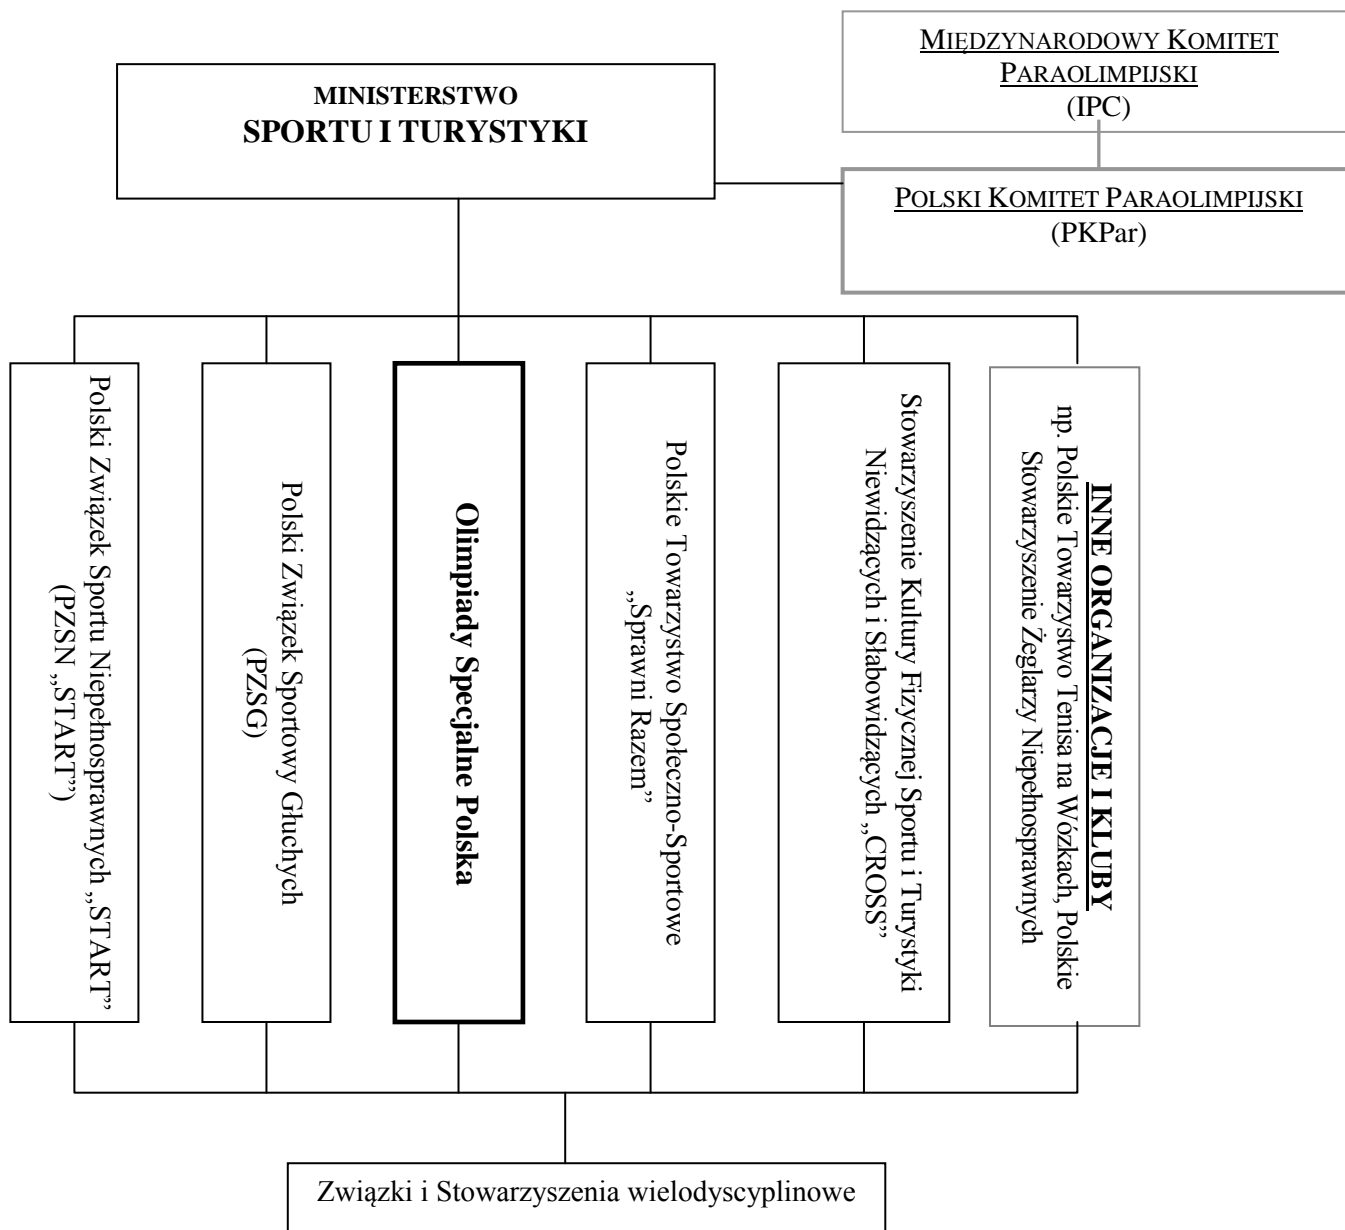 MIĘDZYNARODOWY KOMITET
PARAOLIMPIJSKI
(IPC)
MINISTERSTWO
SPORTU I TURYSTYKI
POLSKI KOMITET PARAOLIMPIJSKI
(PKPar)
Polski Związek Sportu Niepełnosprawnych „START”
(PZSN „START”)
Polski Związek Sportowy Głuchych
(PZSG)
Olimpiady Specjalne Polska
Polskie Towarzystwo Społeczno-Sportowe
„Sprawni Razem”
Stowarzyszenie Kultury Fizycznej Sportu i Turystyki
Niewidzących i Słabowidzących „CROSS”
INNE ORGANIZACJE I KLUBY
np. Polskie Towarzystwo Tenisa na Wózkach, Polskie
Stowarzyszenie Żeglarzy Niepełnosprawnych
Związki i Stowarzyszenia wielodyscyplinowe